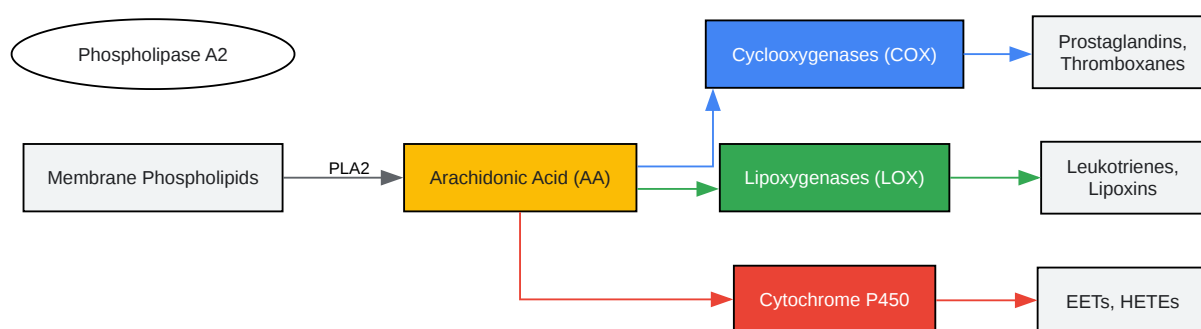 Phospholipase A2
Cyclooxygenases (COX)
Prostaglandins,
Thromboxanes
Membrane Phospholipids
PLA2
Arachidonic Acid (AA)
Lipoxygenases (LOX)
Leukotrienes,
Lipoxins
Cytochrome P450
EETs, HETEs